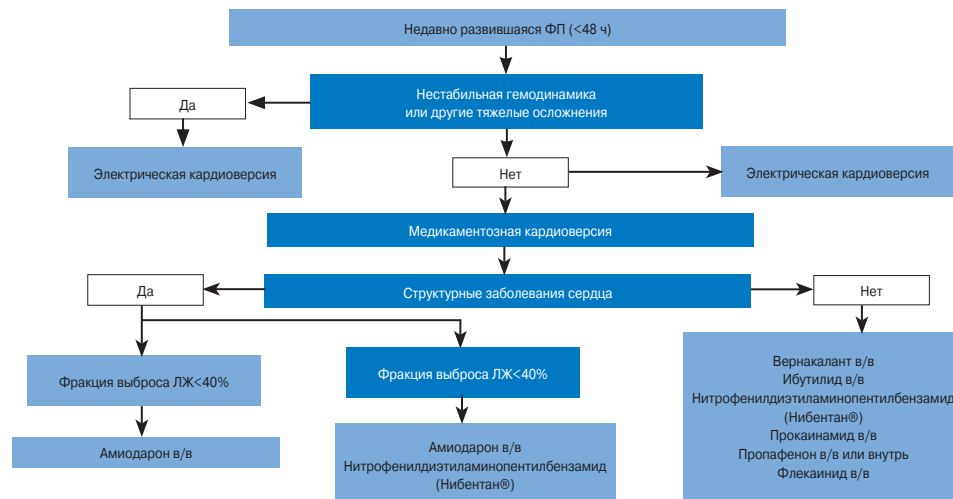 Недавно развившаяся ФП (<48 ч)
Нестабильная гемодинамика
или другие тяжелые осложнения
Да
Электрическая кардиоверсия
Нет
Электрическая кардиоверсия
Медикаментозная кардиоверсия
Структурные заболевания сердца
Да
Нет
Фракция выброса ЛЖ<40%
Амиодарон в/в
Фракция выброса ЛЖ<40%
Амиодарон в/в
Нитрофенилдиэтиламинопентилбензамид
(Нибентан®)
Вернакалант в/в
Ибутилид в/в
Нитрофенилдиэтиламинопентилбензамид
(Нибентан®)
Прокаинамид в/в
Пропафенон в/в или внутрь
Флекаинид в/в